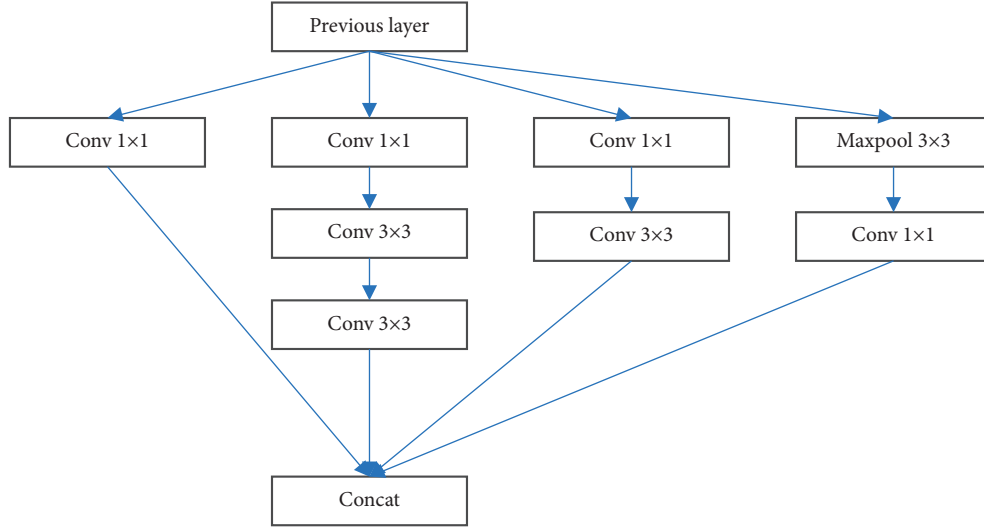 Previous layer
Conv 1×1
Conv 1×1
Conv 1×1
Maxpool 3×3
Conv 3×3
Conv 3×3
Conv 1×1
Conv 3×3
Concat